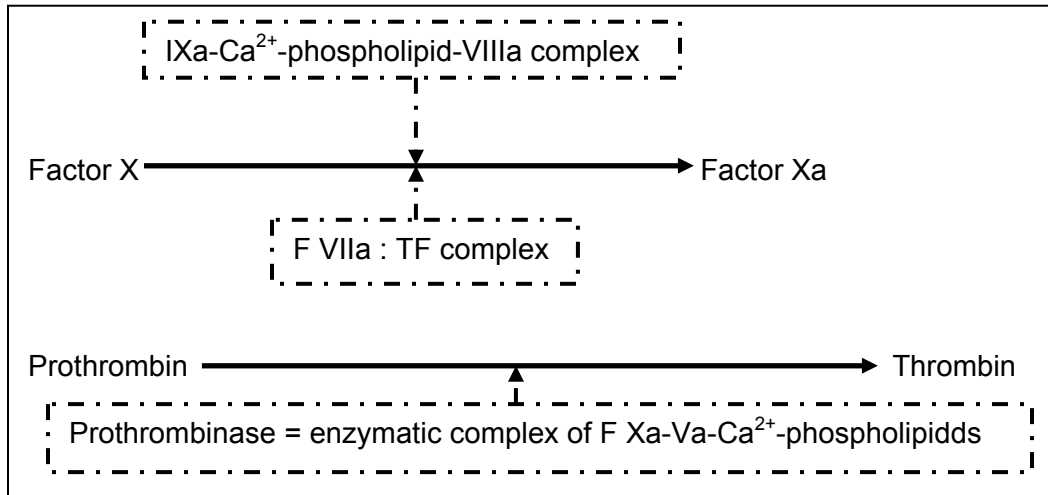 IXa-Ca²⁺-phospholipid-VIIIa complex
Factor X
Factor Xa
F VIIa : TF complex
Prothrombin
Thrombin
Prothrombinase = enzymatic complex of F Xa-Va-Ca²⁺-phospholipidds